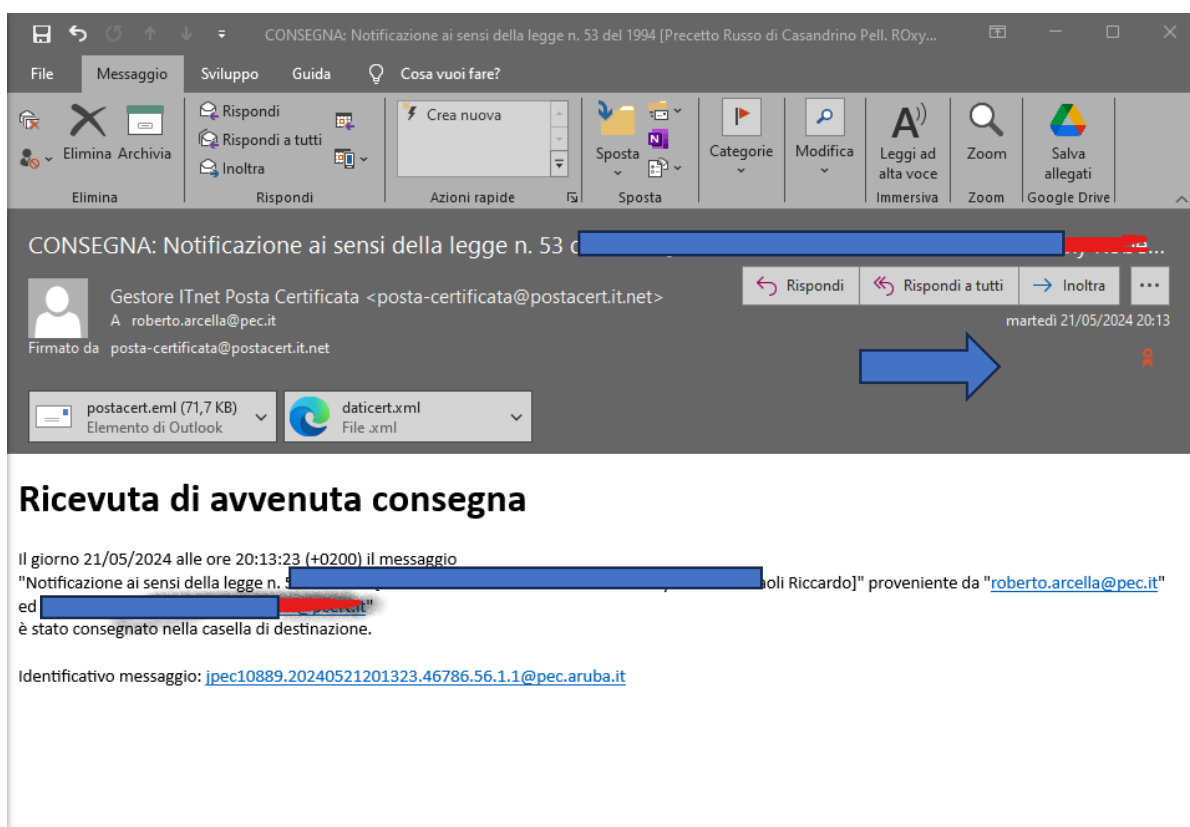 CONSEGNA: Notificazione ai sensi della legge n. 53 del 1994 [Precetto Russo di Casandrino Pell. ROxy...
File Messaggio Sviluppo Guida Cosa vuoi fare?
Rispondi Crea nuova
Rispondi a tutti
Elimina Archivia Inoltra Sposta Categorie Modifica Leggi ad alta voce Zoom Salva allegati
Elimina Rispondi Azioni rapide Sposta Immersiva Zoom Google Drive
CONSEGNA: Notificazione ai sensi della legge n. 53
Rispondi Rispondi a tutti Inoltra ...
Gestore ITnet Posta Certificata <posta-certificata@postacert.it.net>
A roberto.arcella@pec.it martedì 21/05/2024 20:13
Firmato da posta-certificata@postacert.it.net
postacert.eml (71,7 KB) daticert.xml
Elemento di Outlook File .xml
Ricevuta di avvenuta consegna
Il giorno 21/05/2024 alle ore 20:13:23 (+0200) il messaggio
"Notificazione ai sensi della legge n. aoli Riccardo]" proveniente da "roberto.arcella@pec.it"
ed
è stato consegnato nella casella di destinazione.
Identificativo messaggio: jpec10889.20240521201323.46786.56.1.1@pec.aruba.it